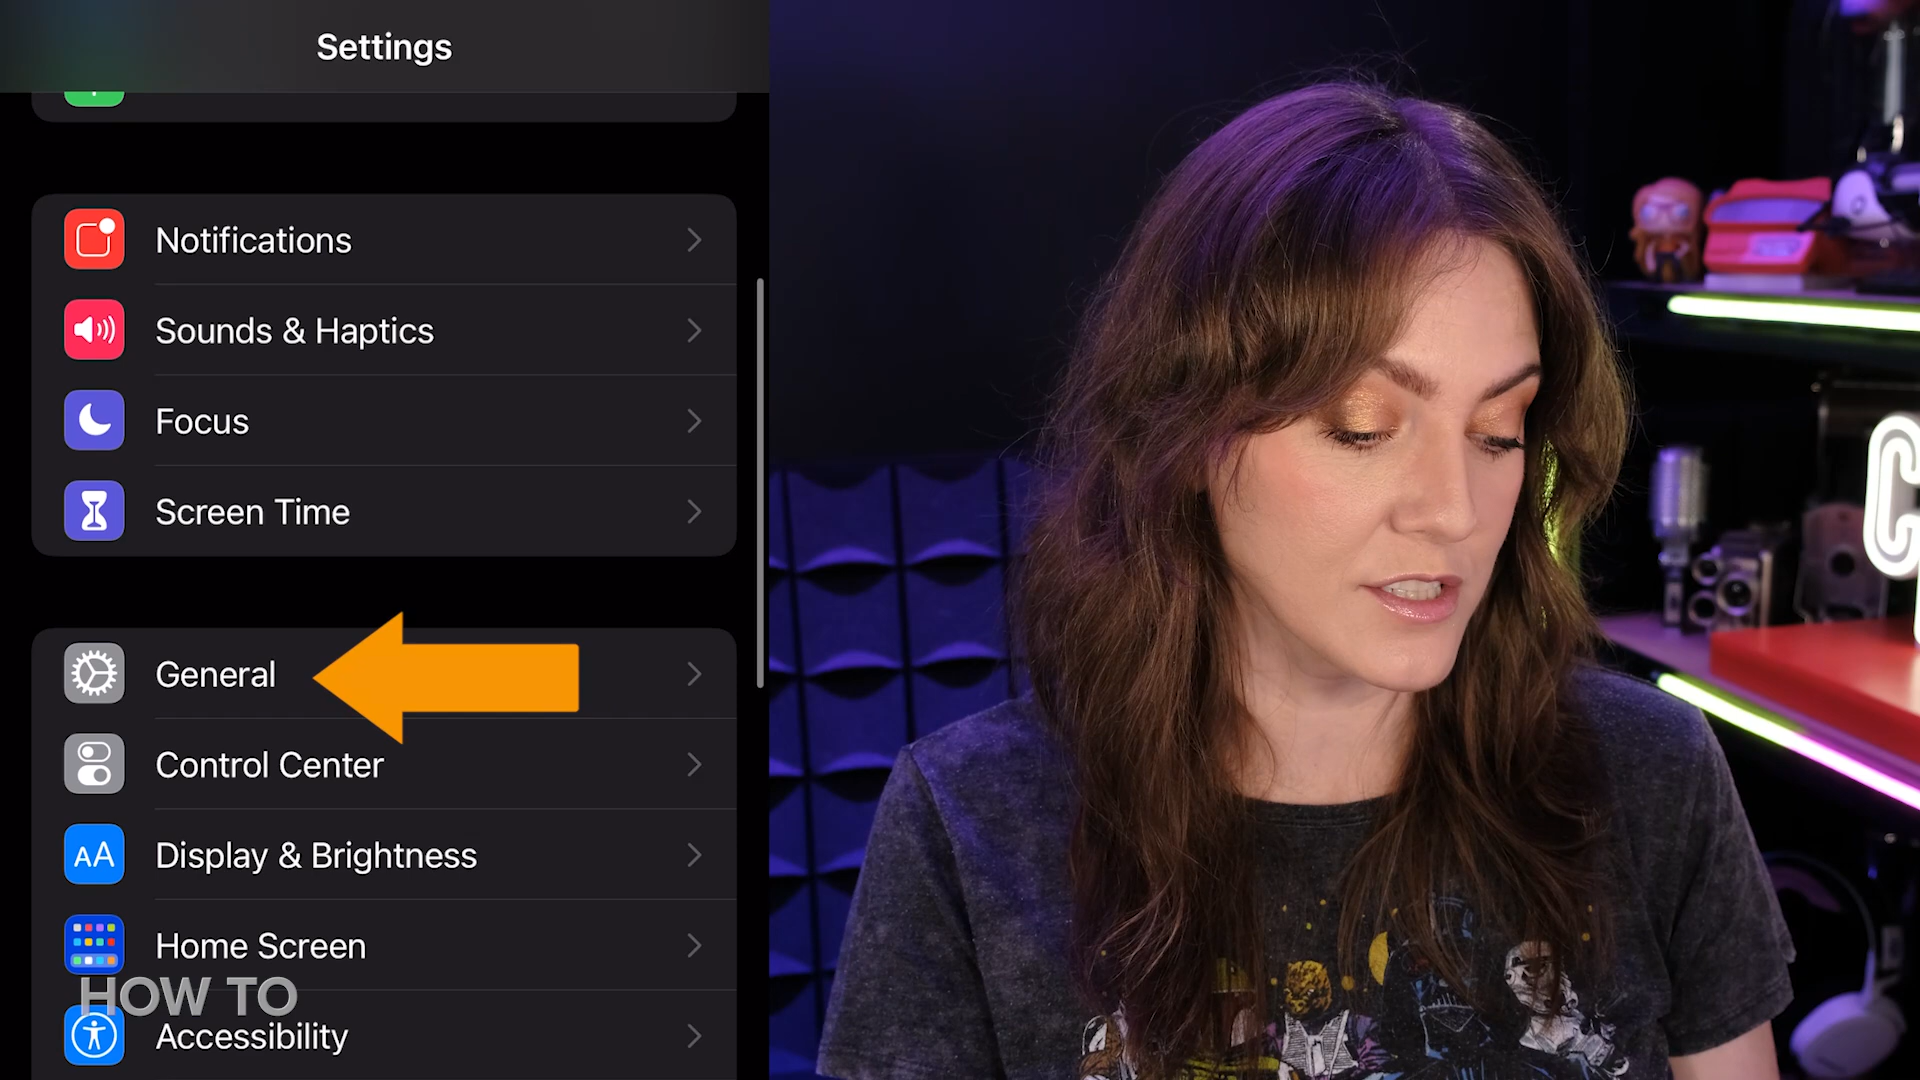 Settings
Notifications
Sounds & Haptics
Focus
Screen Time
General
Control Center
AA Display & Brightness
Home Screen
HOW TO
Accessibility
C